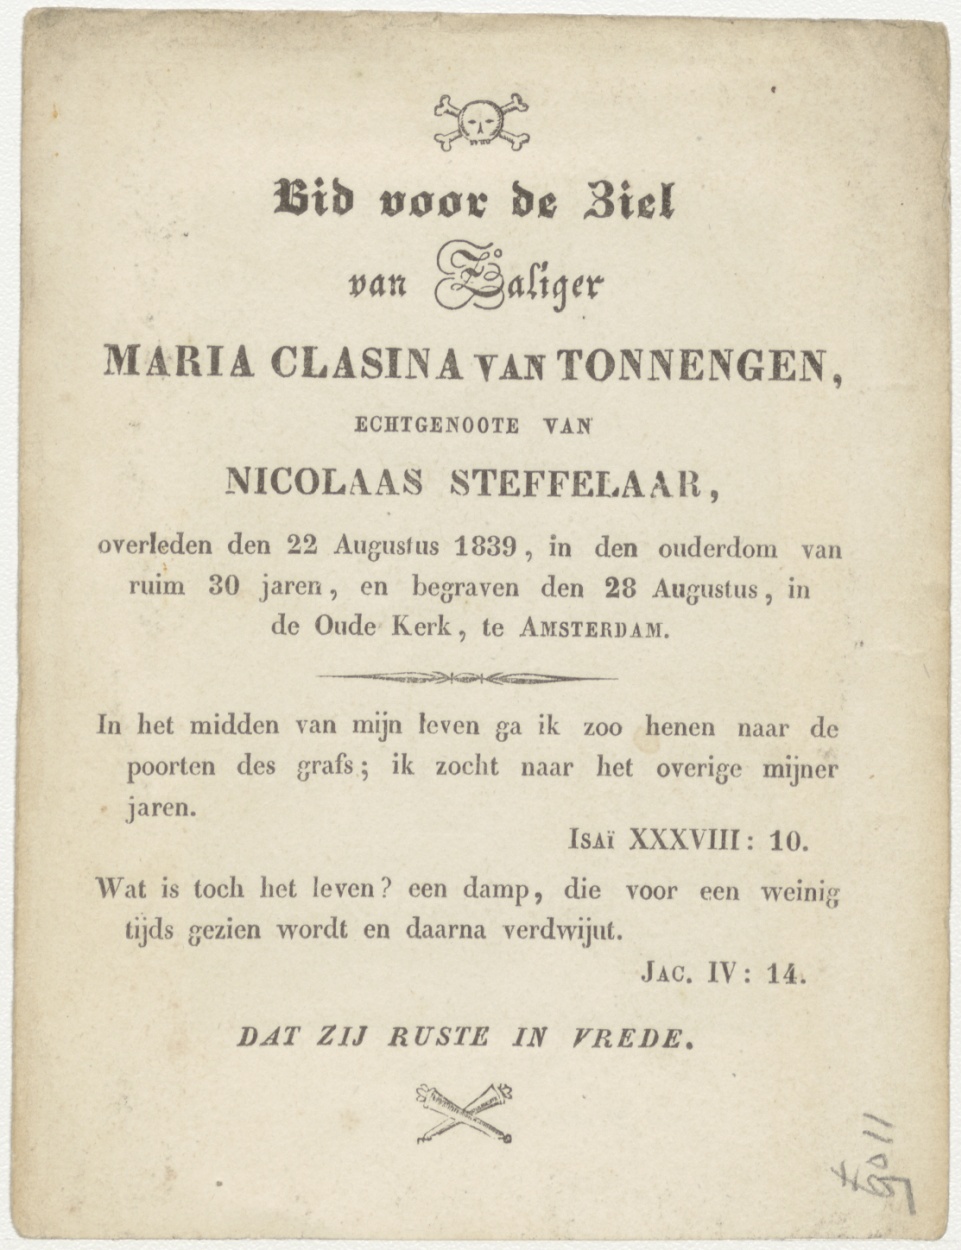 Bid voor de Ziel
van Zaliger
MARIA CLASINA VAN TONNENGEN,
ECHTGENOOTE VAN
NICOLAAS STEFFELAAR,
overleden den 22 Augustus 1839, in den ouderdom van
ruim 30 jaren, en begraven den 28 Augustus, in
de Oude Kerk, te AMSTERDAM.
In het midden van mijn leven ga ik zoo henen naar de
poorten des grafs; ik zocht naar het overige mijner
jaren.
ISAÏ XXXVIII: 10.
Wat is toch het leven? een damp, die voor een weinig
tijds gezien wordt en daarna verdwijnt.
JAC. IV: 14.
DAT ZIJ RUSTE IN VREDE.